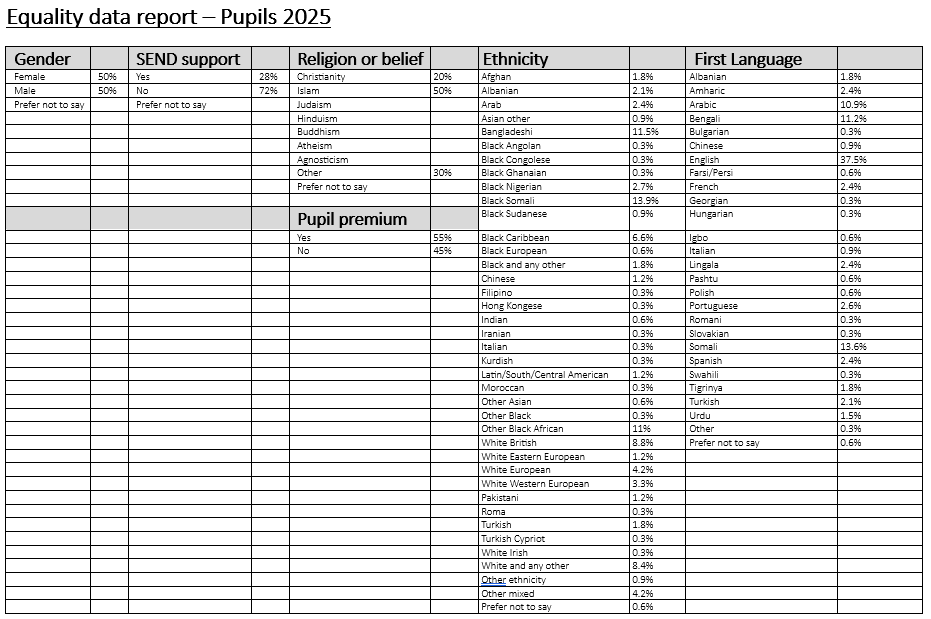 Equality data report – Pupils 2025
Gender SEND support Religion or belief Ethnicity First Language
Female 50% Yes 28% Christianity 20% Afghan 1.8% Albanian 1.8%
Male 50% No 72% Islam 50% Albanian 2.1% Amharic 2.4%
Prefer not to say Prefer not to say Judaism Arab 2.4% Arabic 10.9%
Hinduism Asian other 0.9% Bengali 11.2%
Buddhism Bangladeshi 11.5% Bulgarian 0.3%
Atheism Black Angolan 0.3% Chinese 0.9%
Agnosticism Black Congolese 0.3% English 37.5%
Other 30% Black Ghanaian 0.3% Farsi/Persi 0.6%
Prefer not to say Black Nigerian 2.7% French 2.4%
Black Somali 13.9% Georgian 0.3%
Pupil premium Black Sudanese 0.9% Hungarian 0.3%
Yes 55% Black Caribbean 6.6% Igbo 0.6%
No 45% Black European 0.6% Italian 0.9%
Black and any other 1.8% Lingala 2.4%
Chinese 1.2% Pashtu 0.6%
Filipino 0.3% Polish 0.6%
Hong Kongese 0.3% Portuguese 2.6%
Indian 0.6% Romani 0.3%
Iranian 0.3% Slovakian 0.3%
Italian 0.3% Somali 13.6%
Kurdish 0.3% Spanish 2.4%
Latin/South/Central American 1.2% Swahili 0.3%
Moroccan 0.3% Tigrinya 1.8%
Other Asian 0.6% Turkish 2.1%
Other Black 0.3% Urdu 1.5%
Other Black African 11% Other 0.3%
White British 8.8% Prefer not to say 0.6%
White Eastern European 1.2%
White European 4.2%
White Western European 3.3%
Pakistani 1.2%
Roma 0.3%
Turkish 1.8%
Turkish Cypriot 0.3%
White Irish 0.3%
White and any other 8.4%
Other ethnicity 0.9%
Other mixed 4.2%
Prefer not to say 0.6%